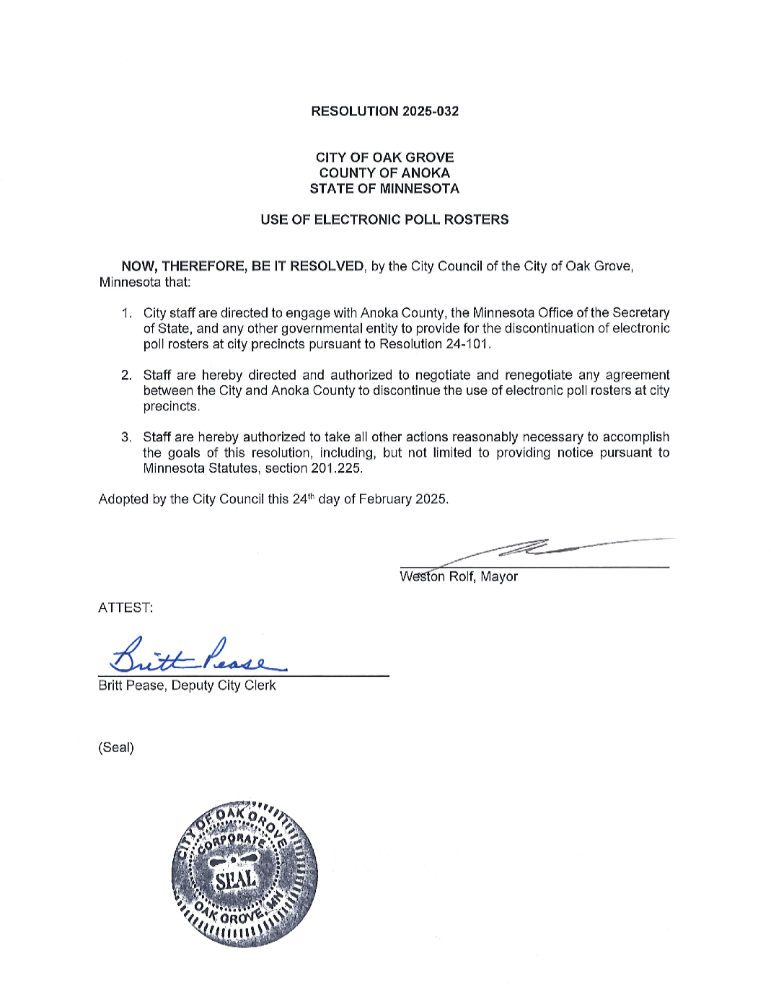 RESOLUTION 2025-032
CITY OF OAK GROVE
COUNTY OF ANOKA
STATE OF MINNESOTA
USE OF ELECTRONIC POLL ROSTERS
NOW, THEREFORE, BE IT RESOLVED, by the City Council of the City of Oak Grove,
Minnesota that:
1. City staff are directed to engage with Anoka County, the Minnesota Office of the Secretary
of State, and any other governmental entity to provide for the discontinuation of electronic
poll rosters at city precincts pursuant to Resolution 24-101.
2. Staff are hereby directed and authorized to negotiate and renegotiate any agreement
between the City and Anoka County to discontinue the use of electronic poll rosters at city
precincts.
3. Staff are hereby authorized to take all other actions reasonably necessary to accomplish
the goals of this resolution, including, but not limited to providing notice pursuant to
Minnesota Statutes, section 201.225.
Adopted by the City Council this 24th day of February 2025.
Weston Rolf, Mayor
ATTEST:
Britt Pease
Britt Pease, Deputy City Clerk
(Seal)
CITY OF OAK GROVE
CORPORATE
SEAL
OAK GROVE, MN